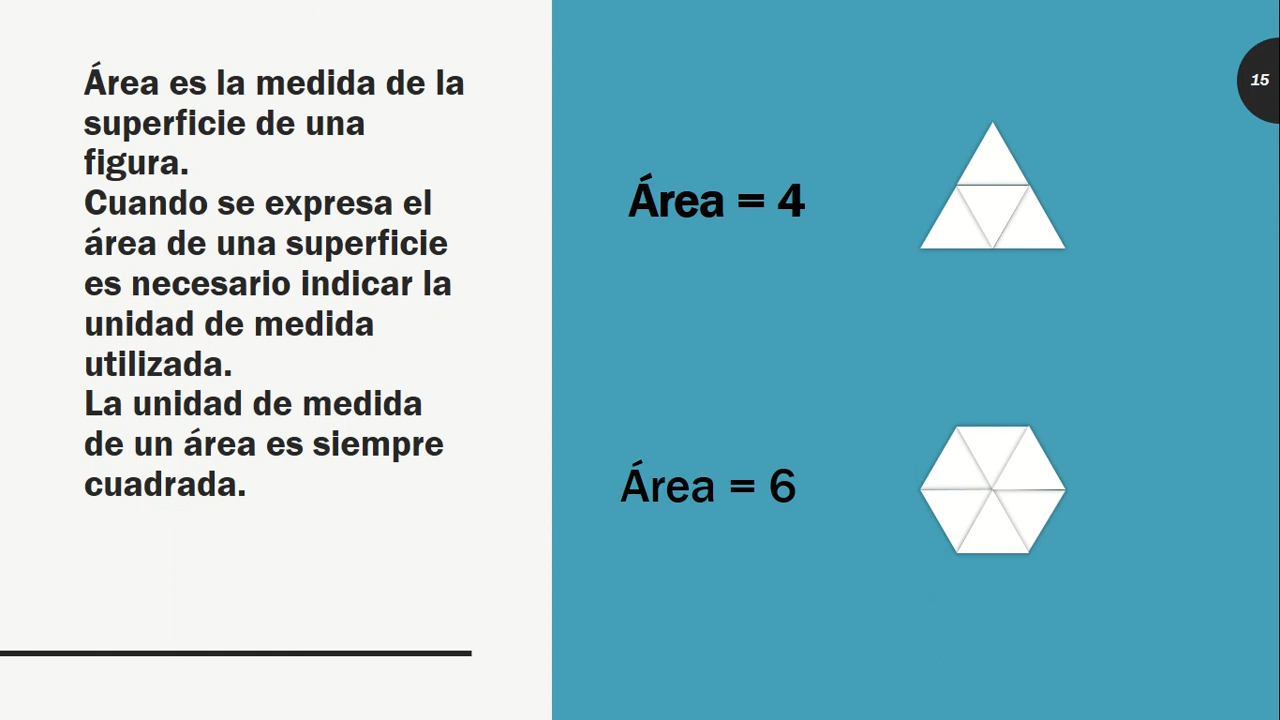 Área es la medida de la
superficie de una
figura.
Cuando se expresa el
área de una superficie
es necesario indicar la
unidad de medida
utilizada.
La unidad de medida
de un área es siempre
cuadrada.
15
Área = 4
Área = 6